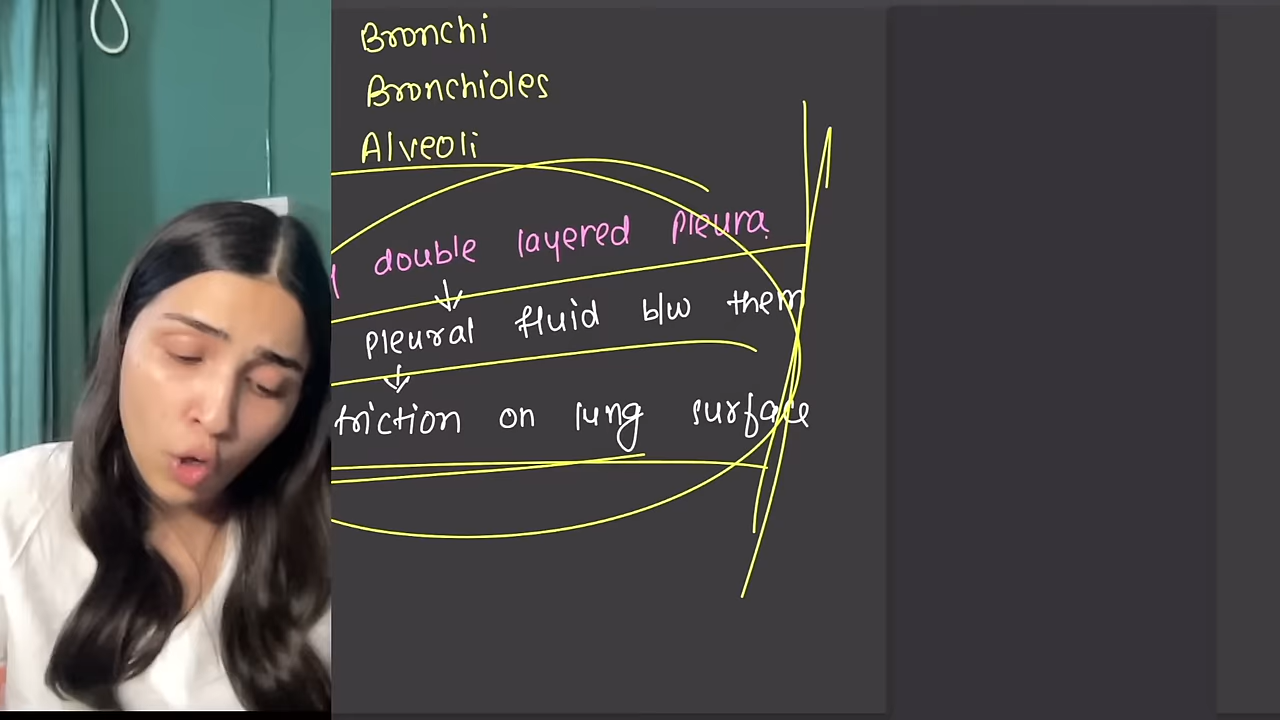 Bronchi
Bronchioles
Alveoli
double layered pleura
pleural fluid b/w them
friction on lung surface